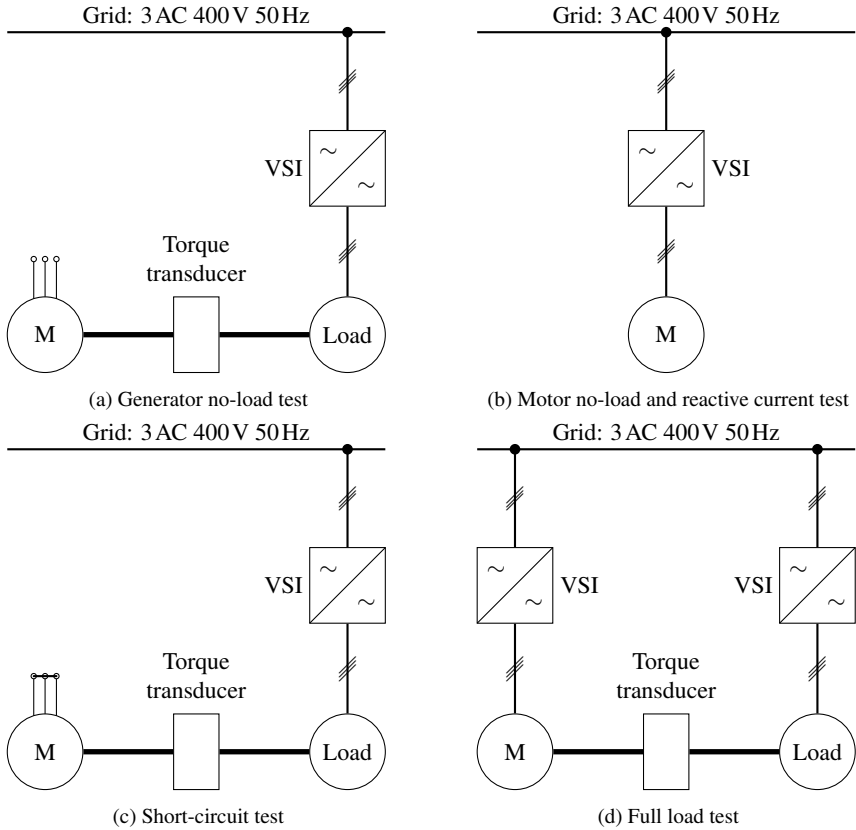 Grid: 3 AC 400 V 50 Hz
VSI
∼
∼
Torque
transducer
M
Load
(a) Generator no-load test
Grid: 3 AC 400 V 50 Hz
∼
∼
VSI
M
(b) Motor no-load and reactive current test
Grid: 3 AC 400 V 50 Hz
VSI
∼
∼
Torque
transducer
M
Load
(c) Short-circuit test
Grid: 3 AC 400 V 50 Hz
∼
∼
VSI
VSI
∼
∼
Torque
transducer
M
Load
(d) Full load test